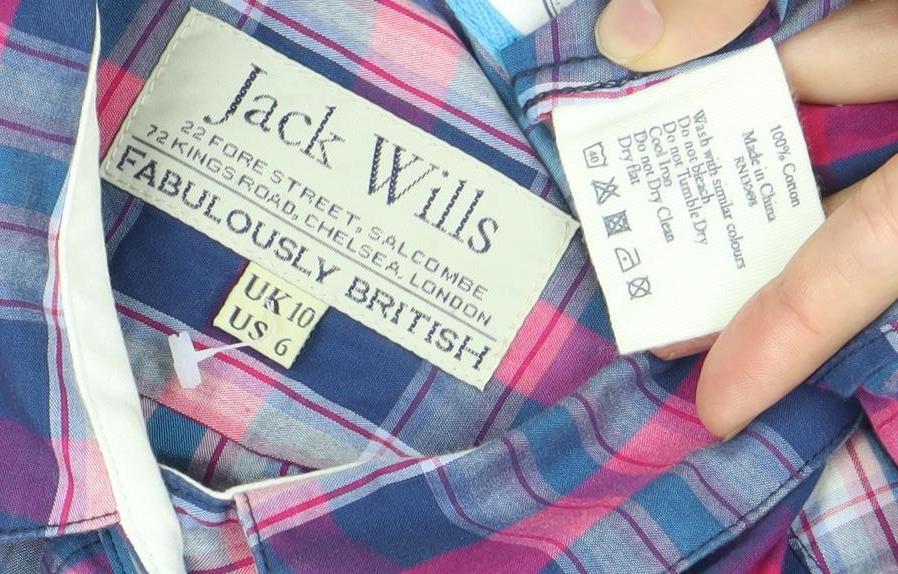 Jack Wills
22 FORE STREET, SALCOMBE
72 KINGS ROAD, CHELSEA, LONDON
FABULOUSLY BRITISH
UK 10
US 6
100% Cotton
Made in China
Wash with similar colours
Do not bleach
Do not Tumble Dry
Cool Iron
Do not Dry Clean
Dry Flat
40